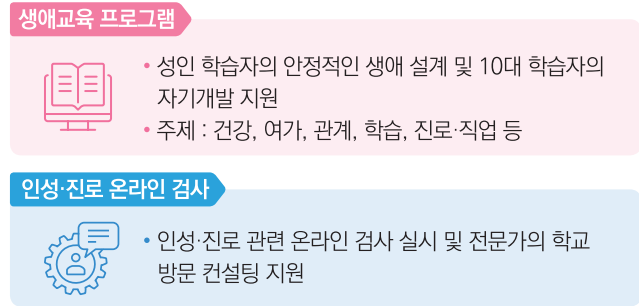 생애교육 프로그램
• 성인 학습자의 안정적인 생애 설계 및 10대 학습자의
자기개발 지원
• 주제 : 건강, 여가, 관계, 학습, 진로·직업 등
인성·진로 온라인 검사
• 인성·진로 관련 온라인 검사 실시 및 전문가의 학교
방문 컨설팅 지원